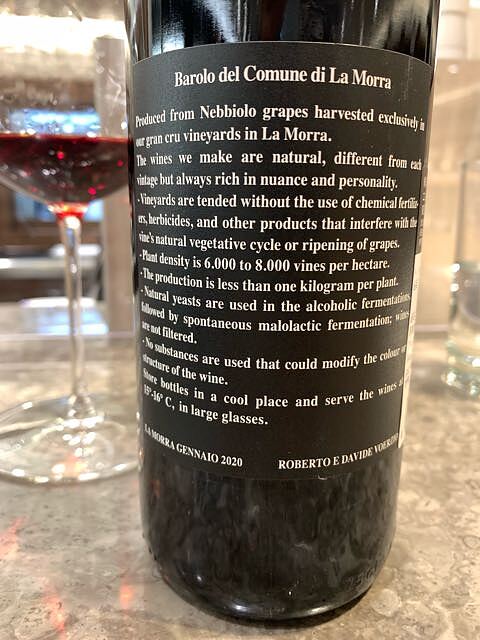 Barolo del Comune di La Morra
Produced from Nebbiolo grapes harvested exclusively in
our gran cru vineyards in La Morra.
The wines we make are natural, different from each
vintage but always rich in nuance and personality.
- Vineyards are tended without the use of chemical fertiliz-
ers, herbicides, and other products that interfere with the
vine's natural vegetative cycle or ripening of grapes.
- Plant density is 6.000 to 8.000 vines per hectare.
- The production is less than one kilogram per plant.
- Natural yeasts are used in the alcoholic fermentations,
followed by spontaneous malolactic fermentation; wines
are not filtered.
- No substances are used that could modify the colour or
structure of the wine.
Store bottles in a cool place and serve the wines at
15°-16° C, in large glasses.
LA MORRA GENNAIO 2020
ROBERTO E DAVIDE VOERZIO